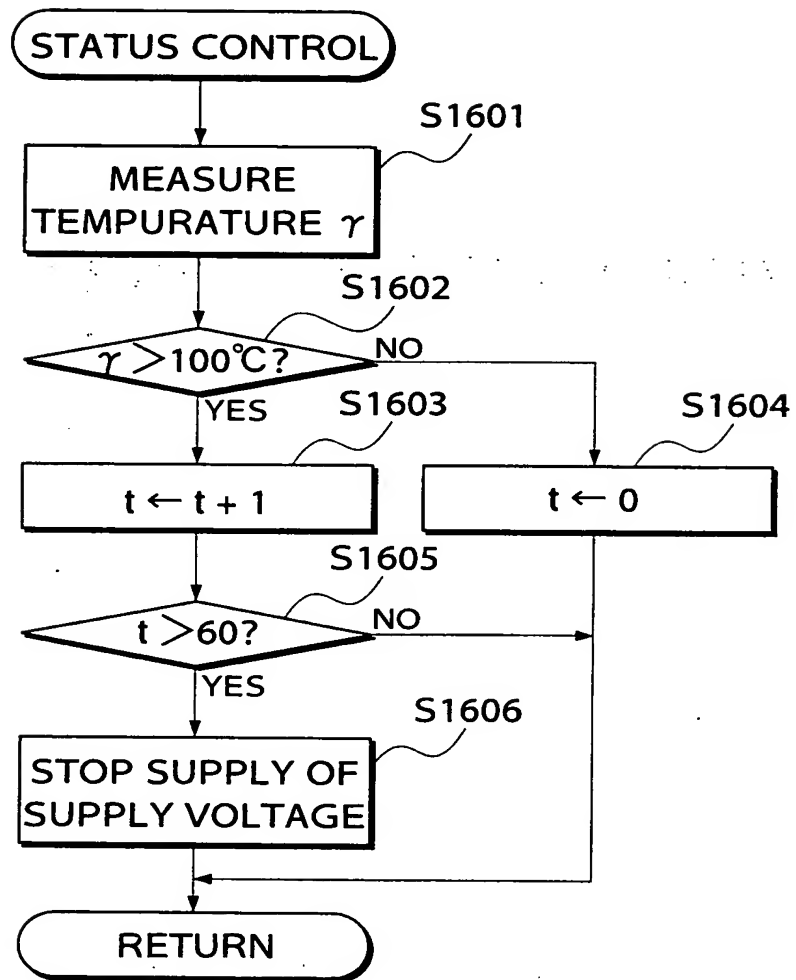 STATUS CONTROL
S1601
MEASURE
TEMPURATURE γ
S1602
γ >100℃?
NO
YES
S1603
S1604
t ← t + 1
t ← 0
S1605
t >60?
NO
YES
S1606
STOP SUPPLY OF
SUPPLY VOLTAGE
RETURN